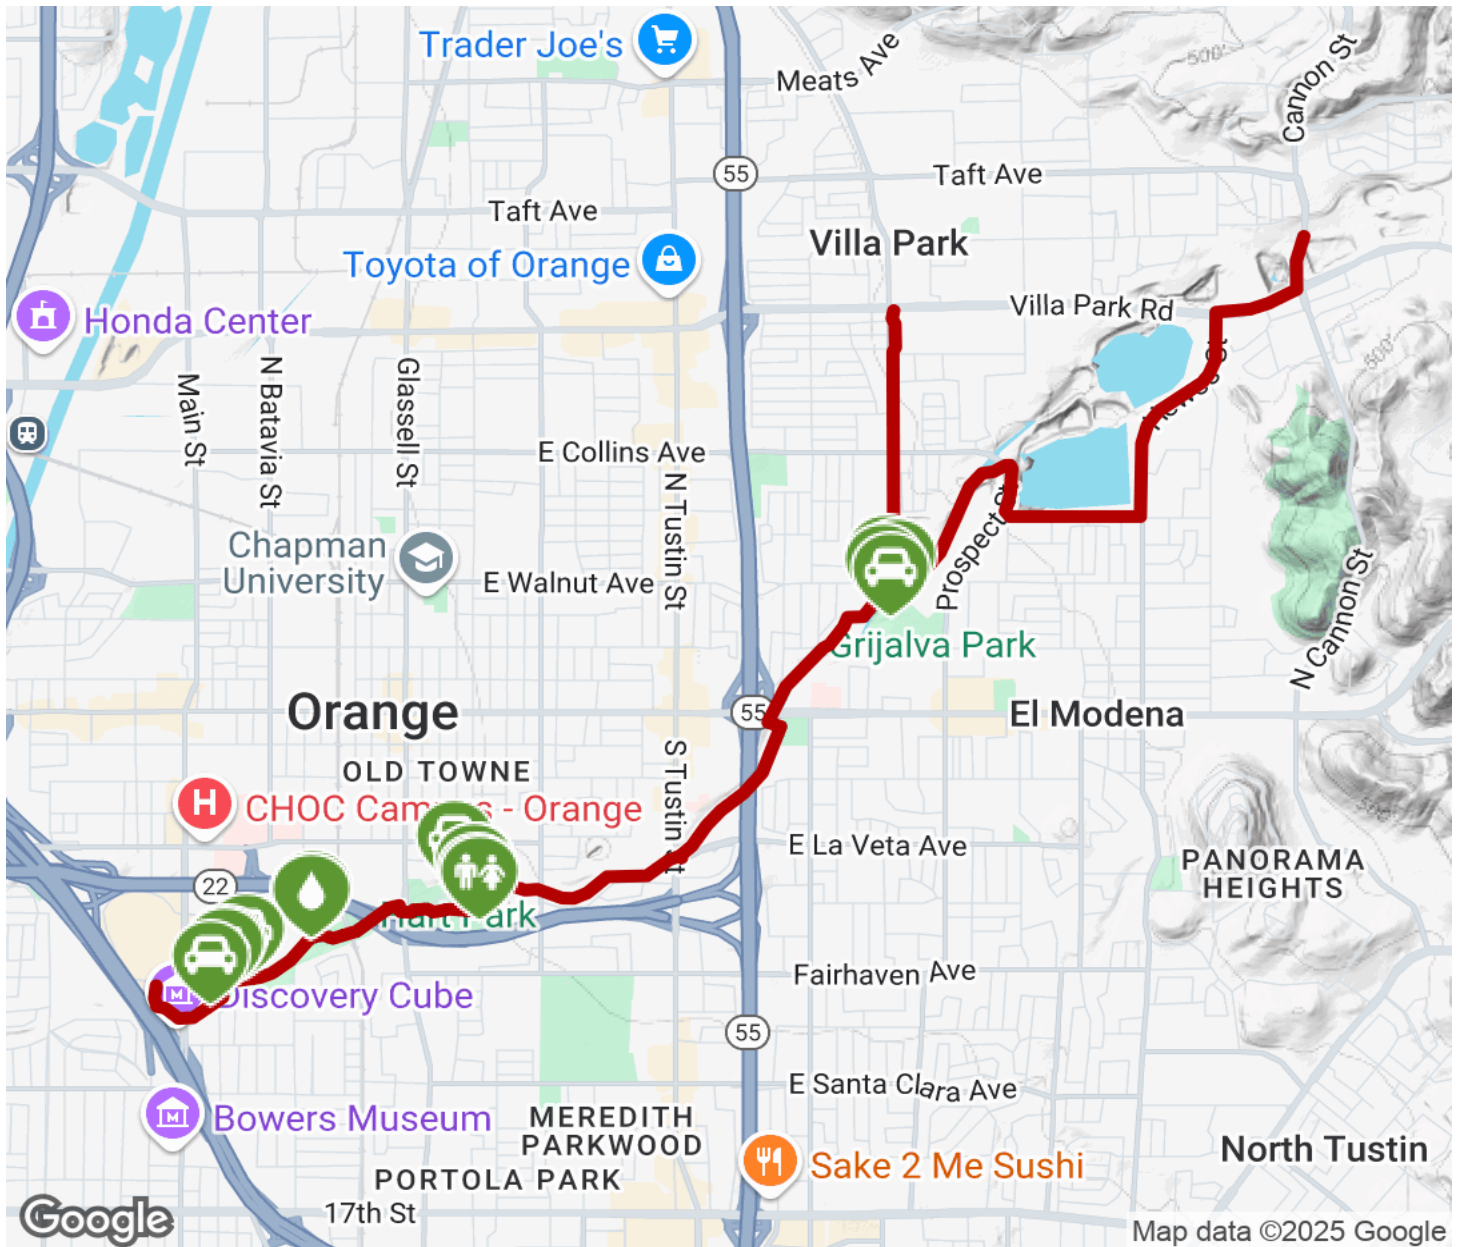 Trader Joe's
Meats Ave
500'
Cannon St
55
Taft Ave
Taft Ave
Villa Park
Toyota of Orange
Honda Center
Villa Park Rd
500'
Main St
N Batavia St
Glassell St
E Collins Ave
N Tustin St
Chapman
University
E Walnut Ave
Prospect St
N Cannon St
Grijalva Park
Orange
55
El Modena
OLD TOWNE
S Tustin St
CHOC - Orange
E La Veta Ave
PANORAMA
HEIGHTS
22
Park
Fairhaven Ave
Discovery Cube
55
E Santa Clara Ave
Bowers Museum
MEREDITH
PARKWOOD
North Tustin
Sake 2 Me Sushi
PORTOLA PARK
17th St
Google
Map data ©2025 Google